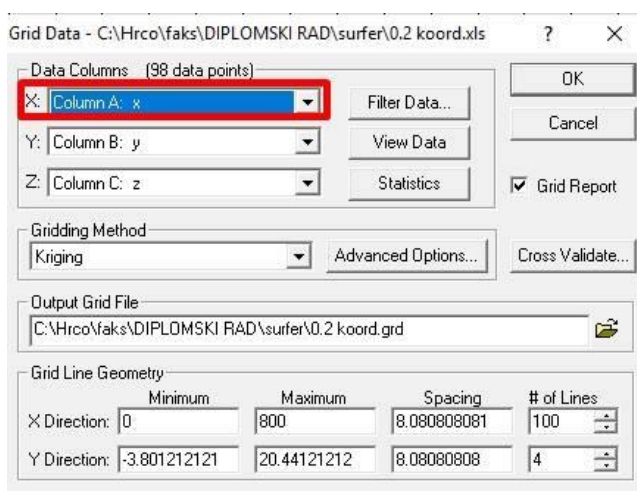 Grid Data - C:\Hrco\faks\DIPLOMSKI RAD\surfer\0.2 koord.xls ? ×
Data Columns (98 data points)
OK
X: Column A: x
Filter Data...
Cancel
Y: Column B: y
View Data
Z: Column C: z
Statistics
Grid Report
Gridding Method
Kriging
Advanced Options...
Cross Validate...
Output Grid File
C:\Hrco\faks\DIPLOMSKI RAD\surfer\0.2 koord.grd
Grid Line Geometry
Minimum Maximum Spacing # of Lines
X Direction: 0 800 8.080808081 100
Y Direction: -3.801212121 20.44121212 8.08080808 4